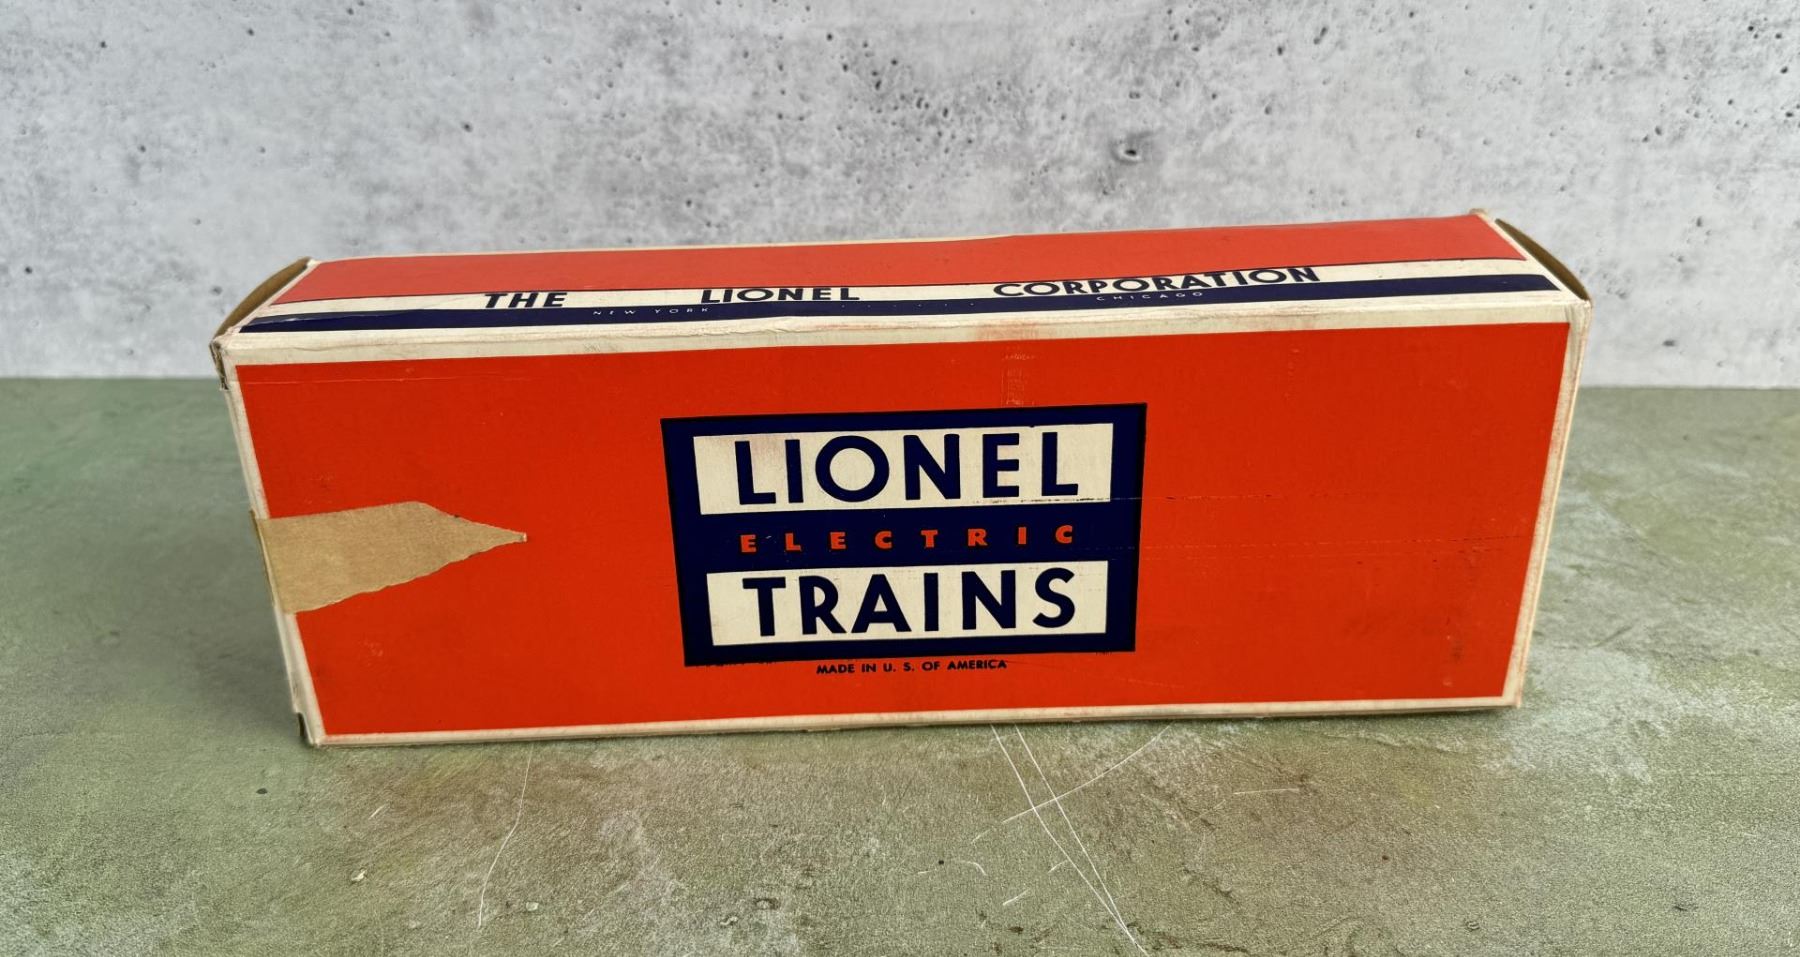 THE LIONEL CORPORATION
NEW YORK CHICAGO
LIONEL
ELECTRIC
TRAINS
MADE IN U. S. OF AMERICA